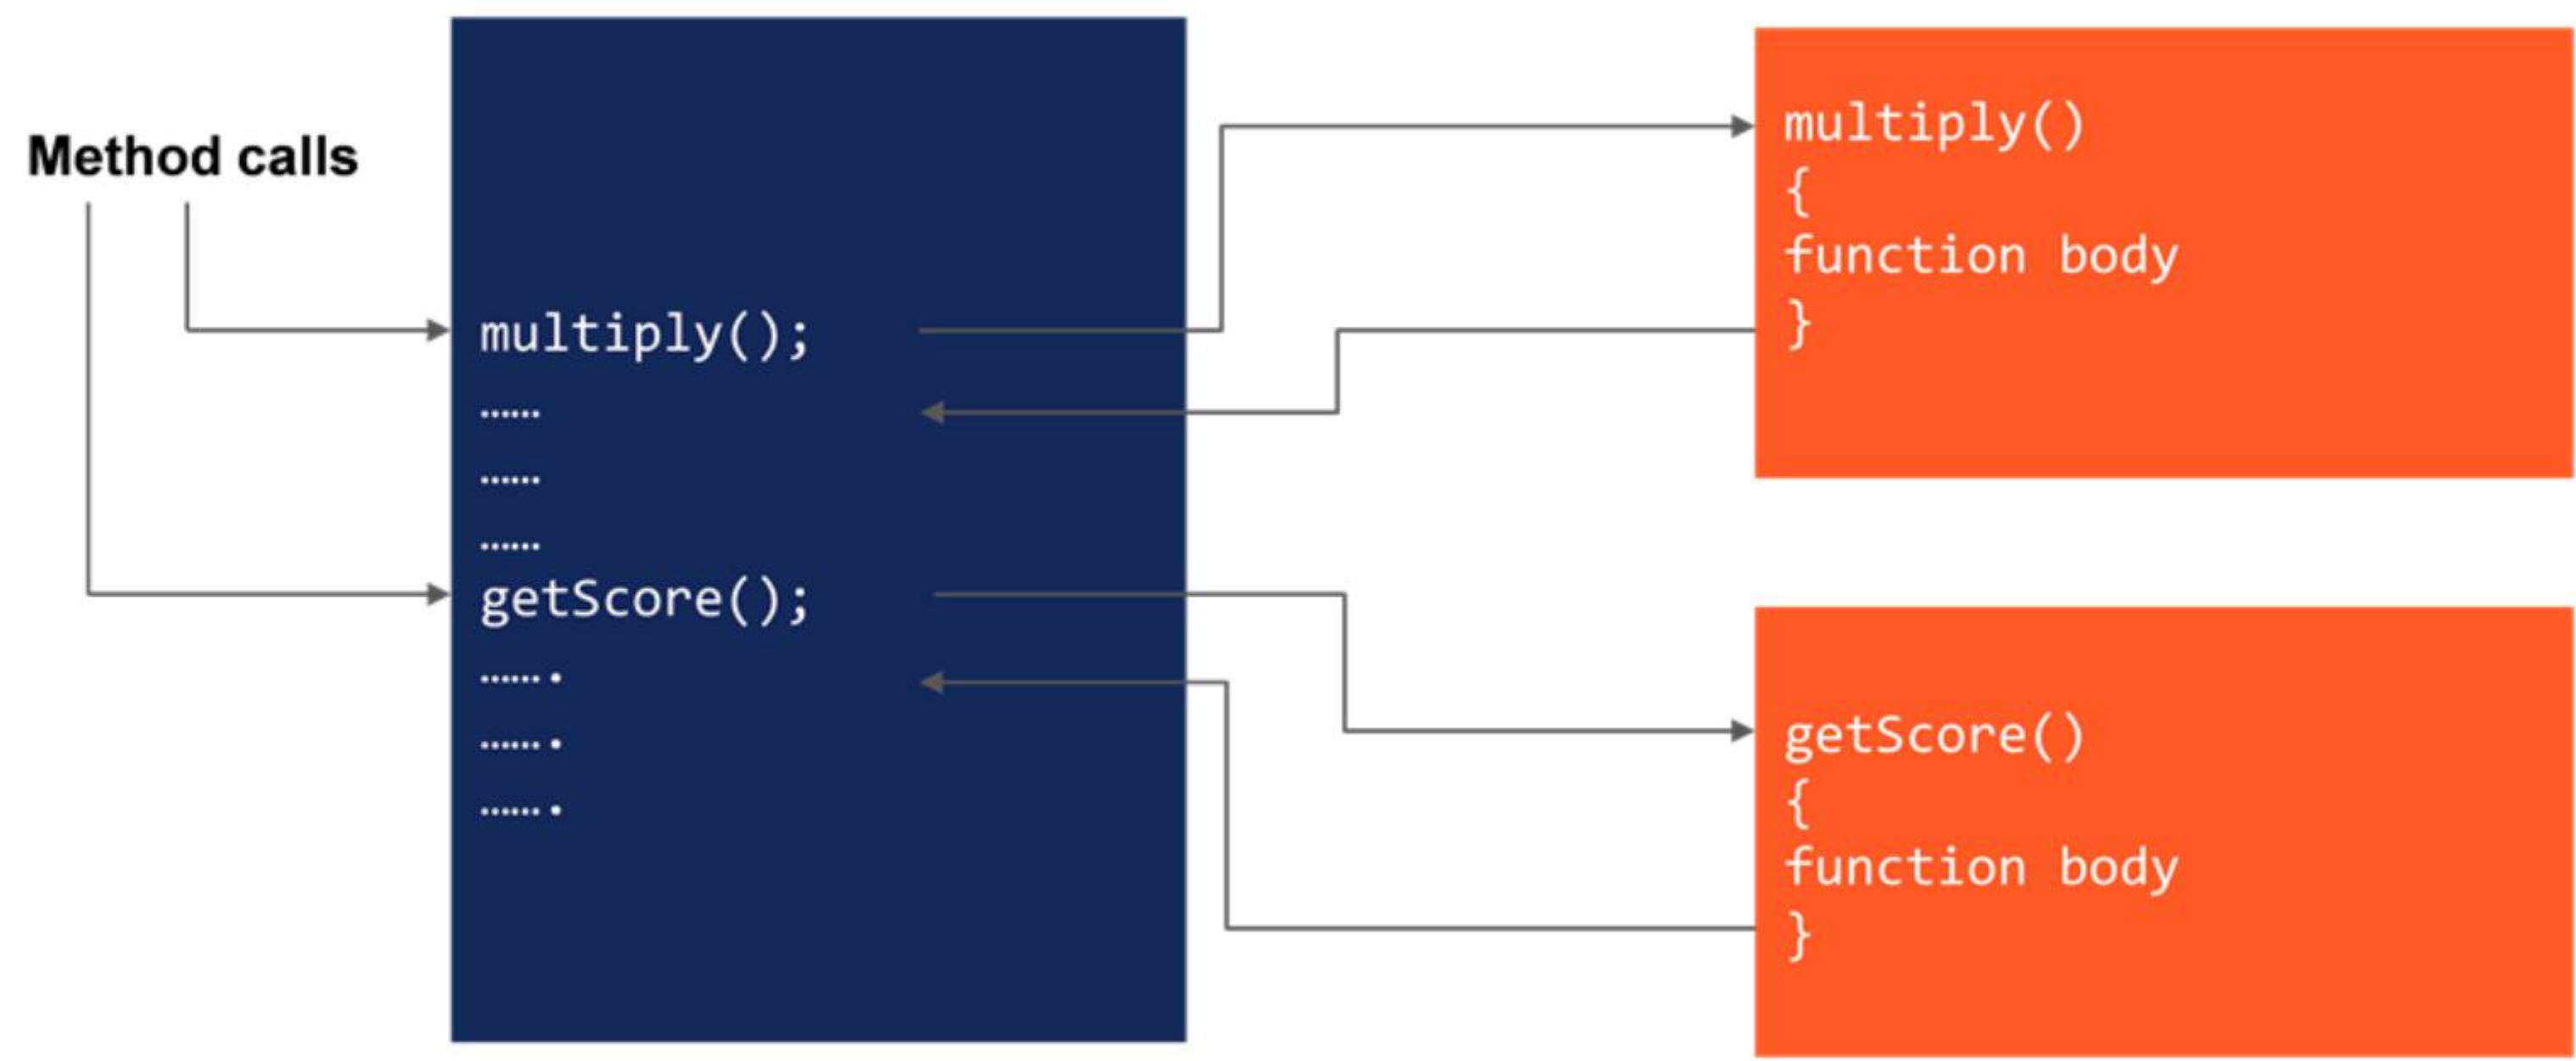 Method calls
multiply();
......
......
......
getScore();
.......
.......
.......
multiply()
{
function body
}
getScore()
{
function body
}